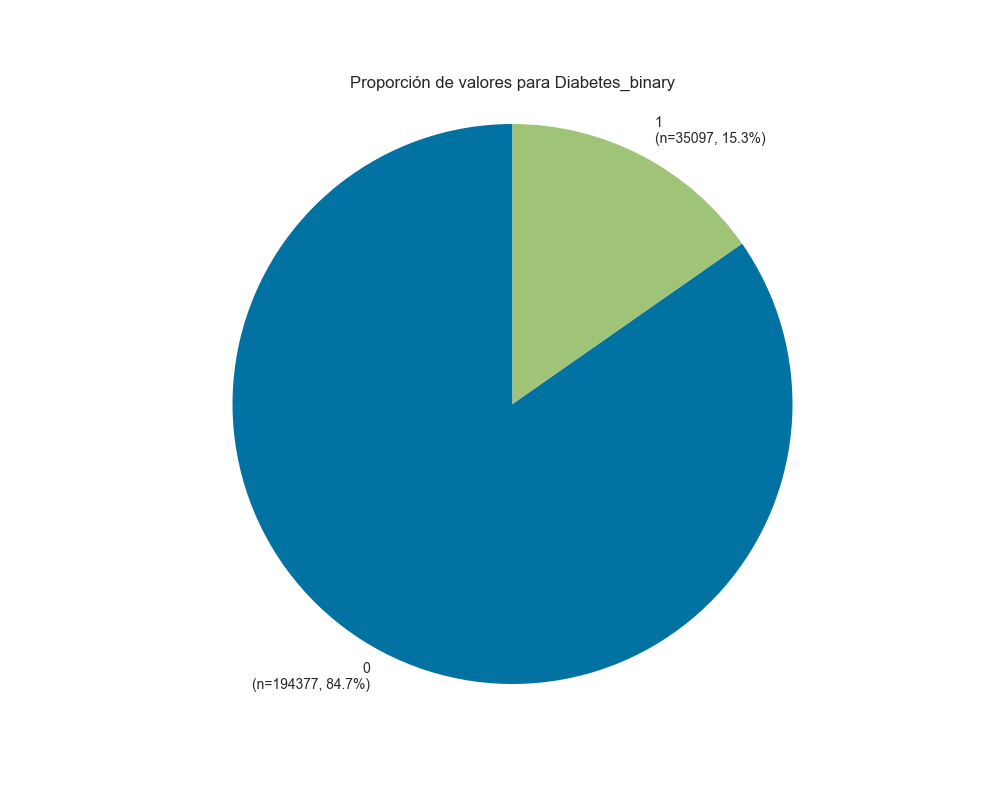 Proporción de valores para Diabetes_binary
1
(n=35097, 15.3%)
0
(n=194377, 84.7%)